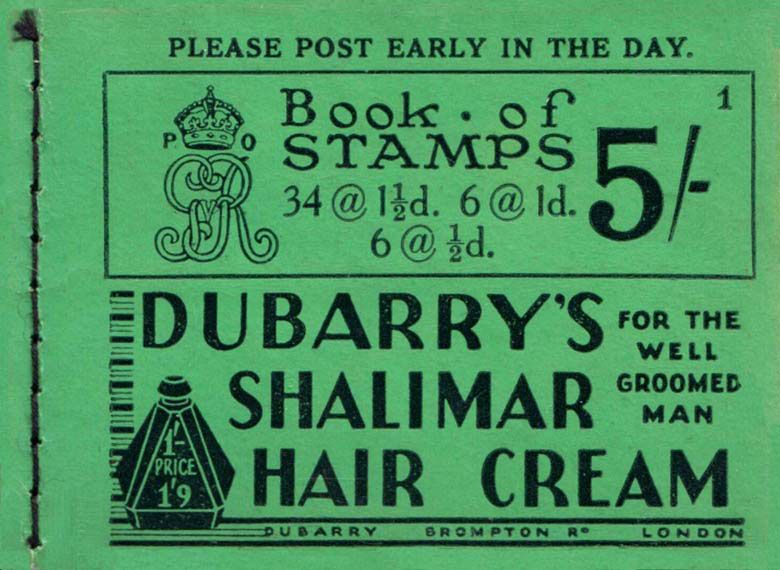 PLEASE POST EARLY IN THE DAY.
1
P O
GvR
Book · of
STAMPS
34 @ 1½d. 6 @ 1d.
6 @ ½d.
5/-
DUBARRY'S
SHALIMAR
HAIR CREAM
FOR THE
WELL
GROOMED
MAN
1'-
PRICE
1'9
DUBARRY BROMPTON Rᴰ LONDON